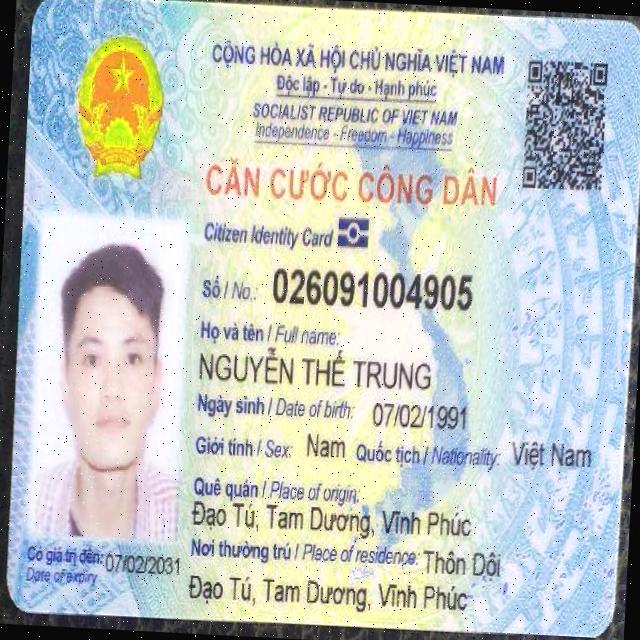 CỘNG HÒA XÃ HỘI CHỦ NGHĨA VIỆT NAM
Độc lập - Tự do - Hạnh phúc
SOCIALIST REPUBLIC OF VIET NAM
Independence - Freedom - Happiness
CĂN CƯỚC CÔNG DÂN
Citizen Identity Card
Số / No.: 026091004905
Họ và tên / Full name:
NGUYỄN THẾ TRUNG
Ngày sinh / Date of birth: 07/02/1991
Giới tính / Sex: Nam Quốc tịch / Nationality: Việt Nam
Quê quán / Place of origin:
Đạo Tú, Tam Dương, Vĩnh Phúc
Nơi thường trú / Place of residence: Thôn Dội
Đạo Tú, Tam Dương, Vĩnh Phúc
Có giá trị đến: 07/02/2031
Date of expiry